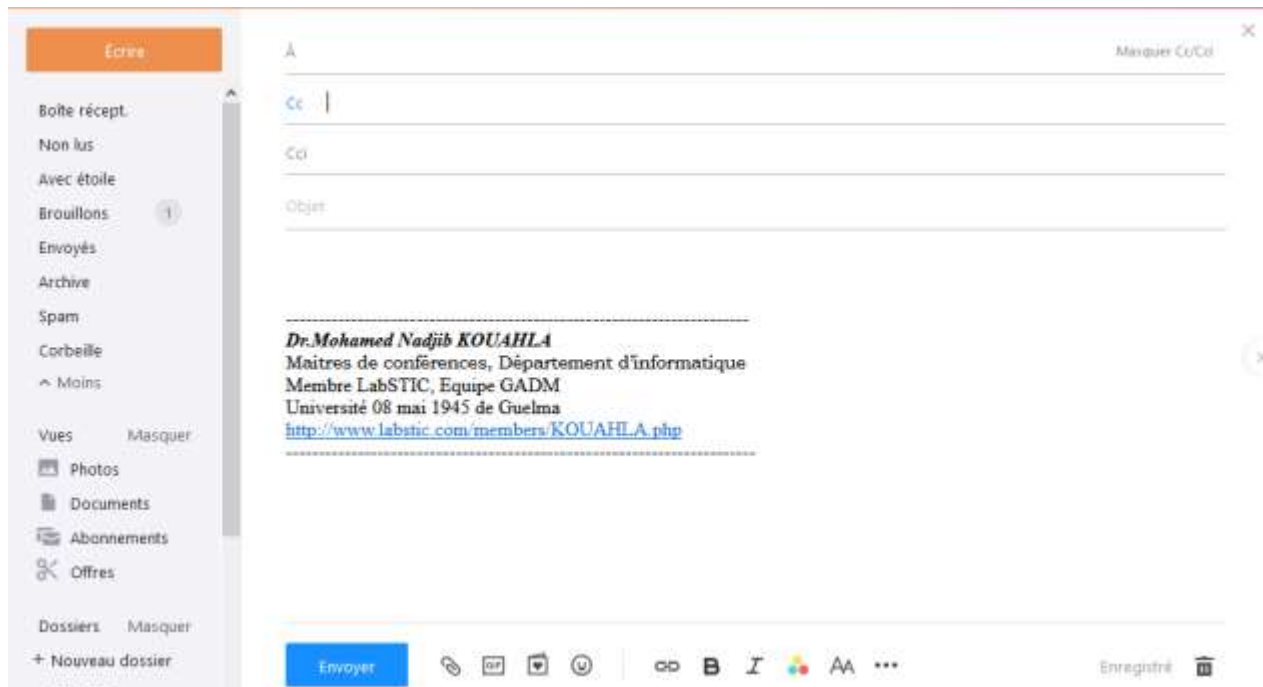 Écrire
Boîte récept.
Non lus
Avec étoile
Brouillons 1
Envoyés
Archive
Spam
Corbeille
Moins
Vues Masquer
Photos
Documents
Abonnements
Offres
Dossiers Masquer
+ Nouveau dossier
À Masquer Cc/Cci
Cc
Cci
Objet
--------------------------------------------------------------------------------
Dr.Mohamed Nadjib KOUAHLA
Maitres de conférences, Département d'informatique
Membre LabSTIC, Equipe GADM
Université 08 mai 1945 de Guelma
http://www.labstic.com/members/KOUAHLA.php
--------------------------------------------------------------------------------
Envoyer GIF B I AA ••• Enregistré